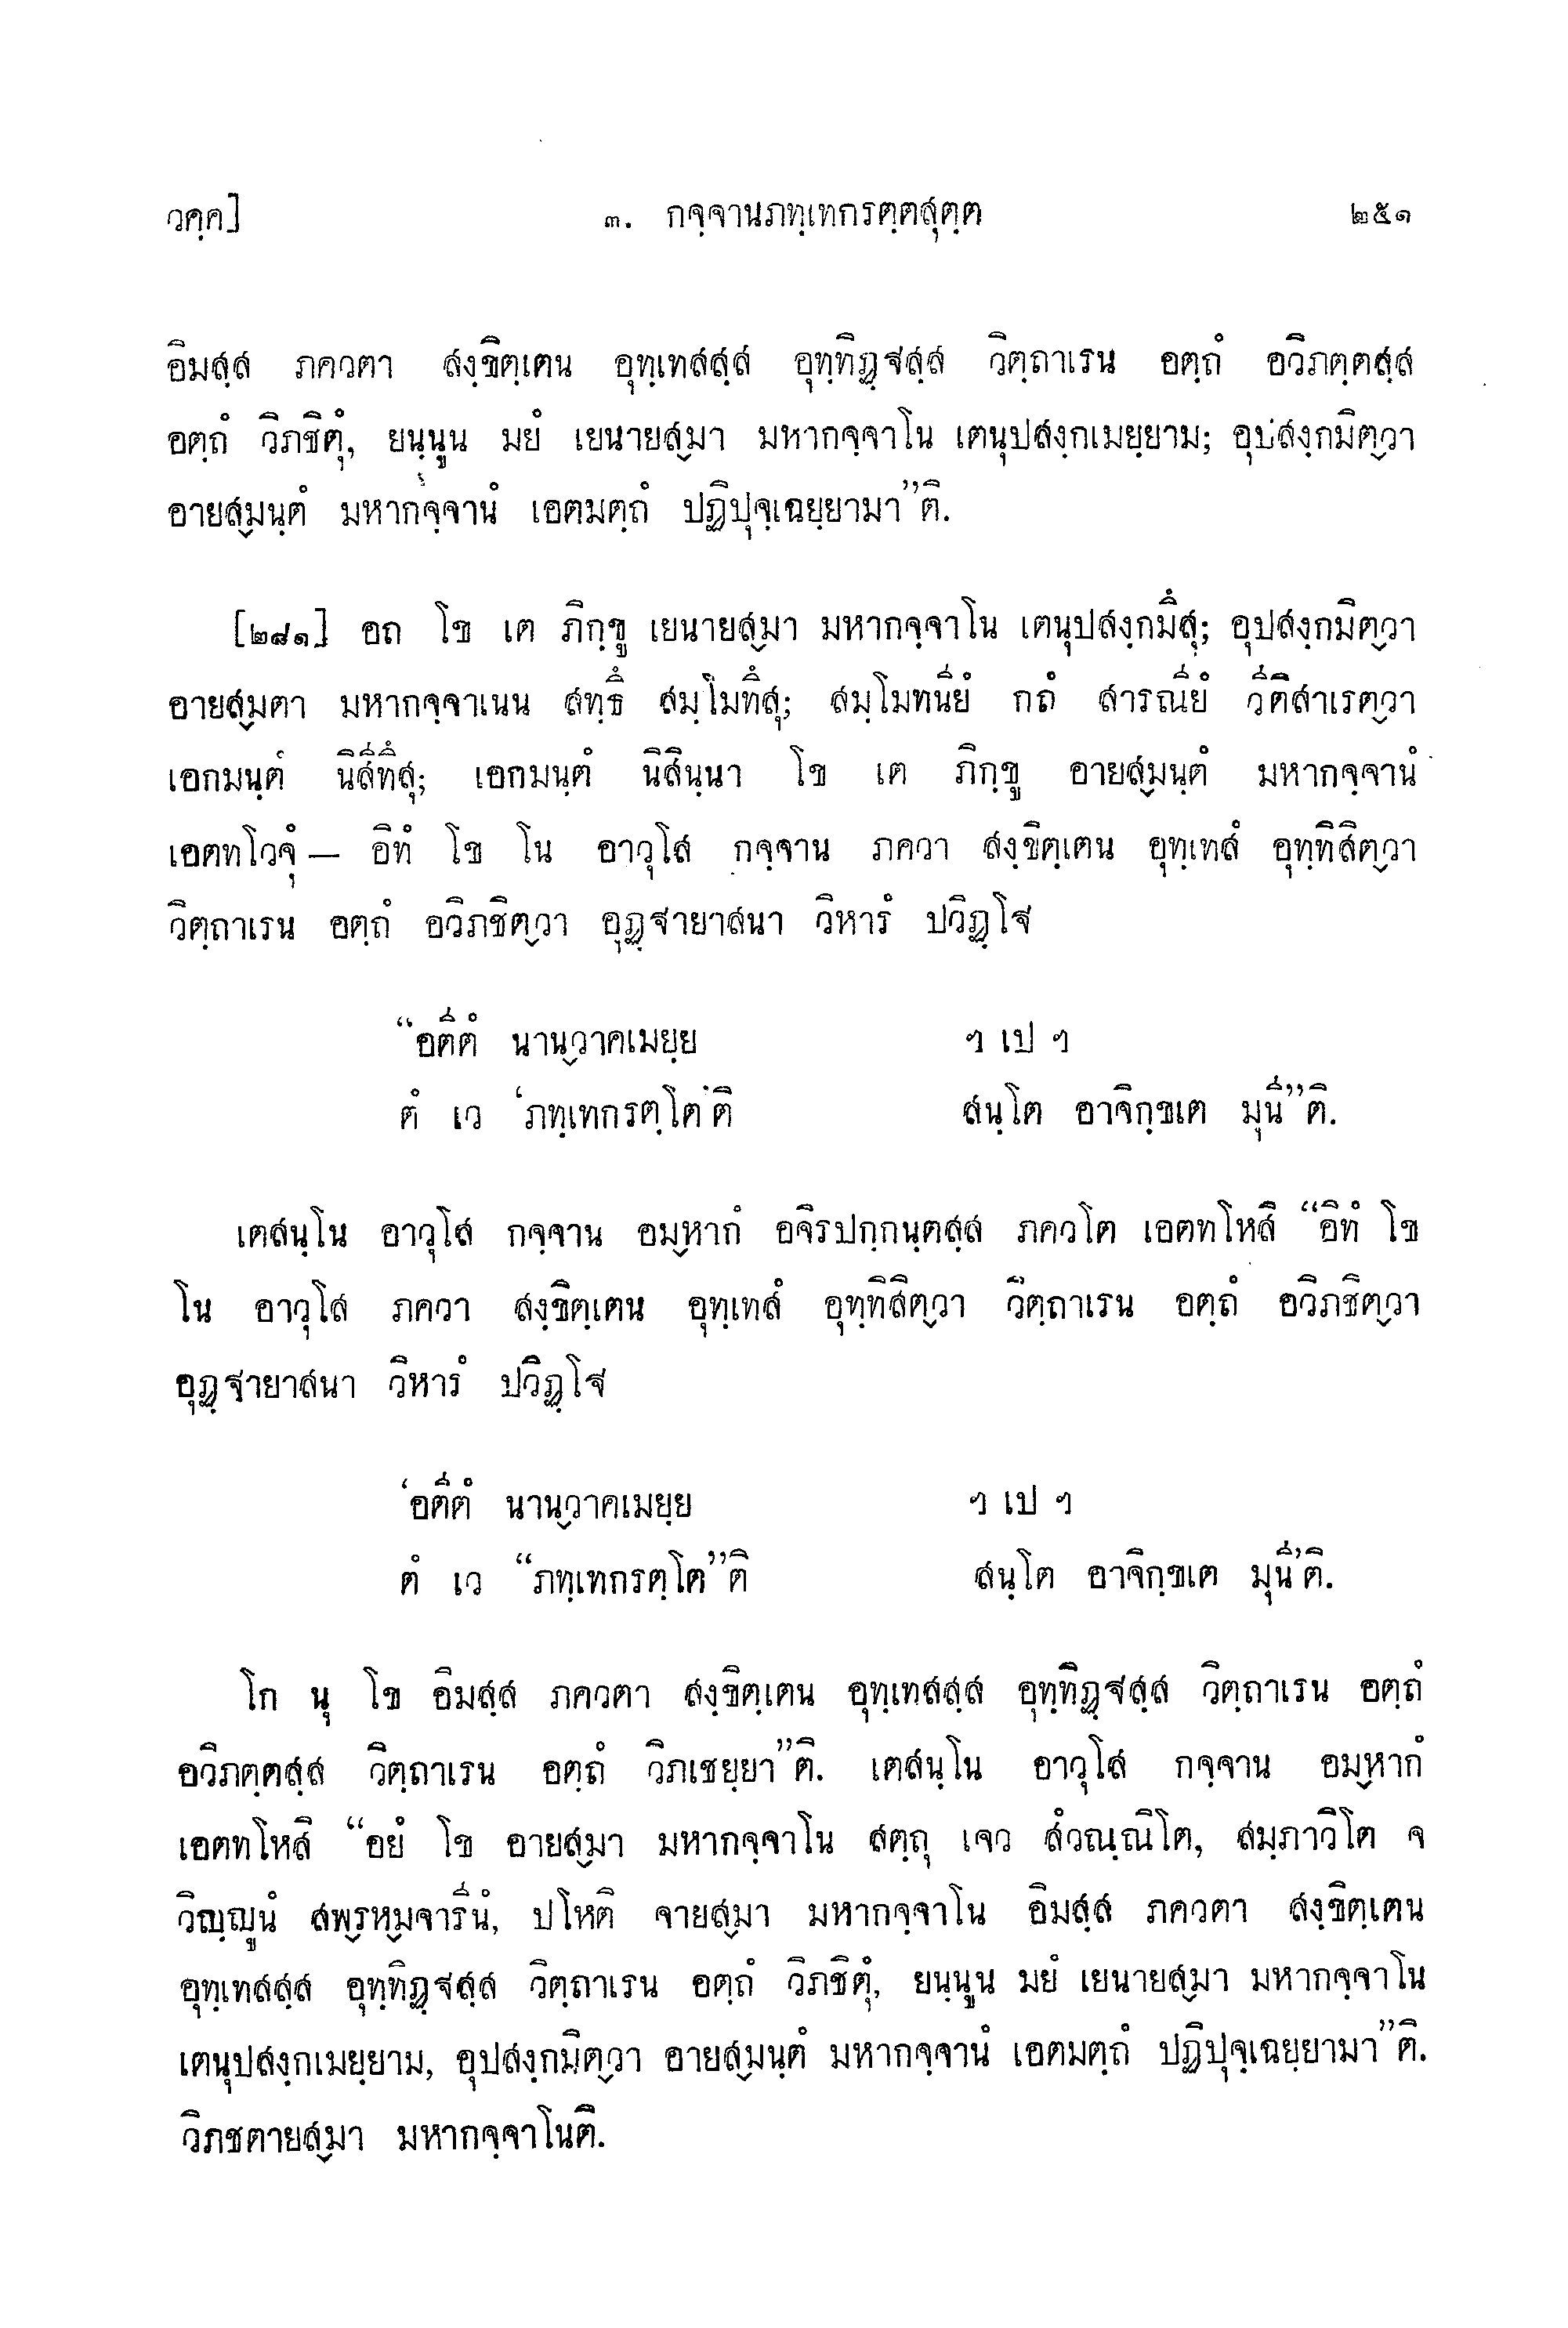 วคฺค]
๓. กจฺจานภทฺเทกรตฺตสุตฺต
๒๕๑
อิมสฺส ภควตา สงฺขิตฺเตน อุทฺเทสสฺส อุทฺทิฏฺฐสฺส วิตฺถาเรน อตฺถํ อวิภตฺตสฺส
อตฺถํ วิภชิตุํ, ยนฺนูน มยํ เยนายส๎มา มหากจฺจาโน เตนุปสงฺกเมยฺยาม; อุปสงฺกมิต๎วา
อายส๎มนฺตํ มหากจฺจานํ เอตมตฺถํ ปฏิปุจฺเฉยฺยามา”ติ.
[๒๘๑] อถ โข เต ภิกฺขู เยนายส๎มา มหากจฺจาโน เตนุปสงฺกมิํสุ; อุปสงฺกมิต๎วา
อายส๎มตา มหากจฺจาเนน สทฺธิํ สมฺโมทิํสุ; สมฺโมทนียํ กถํ สารณียํ วีติสาเรต๎วา
เอกมนฺตํ นิสีทิํสุ; เอกมนฺตํ นิสินฺนา โข เต ภิกฺขู อายส๎มนฺตํ มหากจฺจานํ
เอตทโวจุํ – อิทํ โข โน อาวุโส กจฺจาน ภควา สงฺขิตฺเตน อุทฺเทสํ อุทฺทิสิต๎วา
วิตฺถาเรน อตฺถํ อวิภชิต๎วา อุฏฺฐายาสนา วิหารํ ปวิฏฺโฐ
“อตีตํ นาน๎วาคเมยฺย ฯ เป ฯ
ตํ เว ‘ภทฺเทกรตฺโต’ติ สนฺโต อาจิกฺขเต มุนี”ติ.
เตสนฺโน อาวุโส กจฺจาน อม๎หากํ อจิรปกฺกนฺตสฺส ภควโต เอตทโหสิ “อิทํ โข
โน อาวุโส ภควา สงฺขิตฺเตน อุทฺเทสํ อุทฺทิสิต๎วา วิตฺถาเรน อตฺถํ อวิภชิต๎วา
อุฏฺฐายาสนา วิหารํ ปวิฏฺโฐ
‘อตีตํ นาน๎วาคเมยฺย ฯ เป ฯ
ตํ เว “ภทฺเทกรตฺโต”ติ สนฺโต อาจิกฺขเต มุนี’ติ.
โก นุ โข อิมสฺส ภควตา สงฺขิตฺเตน อุทฺเทสสฺส อุทฺทิฏฺฐสฺส วิตฺถาเรน อตฺถํ
อวิภตฺตสฺส วิตฺถาเรน อตฺถํ วิภเชยฺยา”ติ. เตสนฺโน อาวุโส กจฺจาน อม๎หากํ
เอตทโหสิ “อยํ โข อายส๎มา มหากจฺจาโน สตฺถุ เจว สํวณฺณิโต, สมฺภาวิโต จ
วิญฺญูนํ สพ๎รห๎มจารีนํ, ปโหติ จายส๎มา มหากจฺจาโน อิมสฺส ภควตา สงฺขิตฺเตน
อุทฺเทสสฺส อุทฺทิฏฺฐสฺส วิตฺถาเรน อตฺถํ วิภชิตุํ, ยนฺนูน มยํ เยนายส๎มา มหากจฺจาโน
เตนุปสงฺกเมยฺยาม, อุปสงฺกมิต๎วา อายส๎มนฺตํ มหากจฺจานํ เอตมตฺถํ ปฏิปุจฺเฉยฺยามา”ติ.
วิภชตายส๎มา มหากจฺจาโนติ.